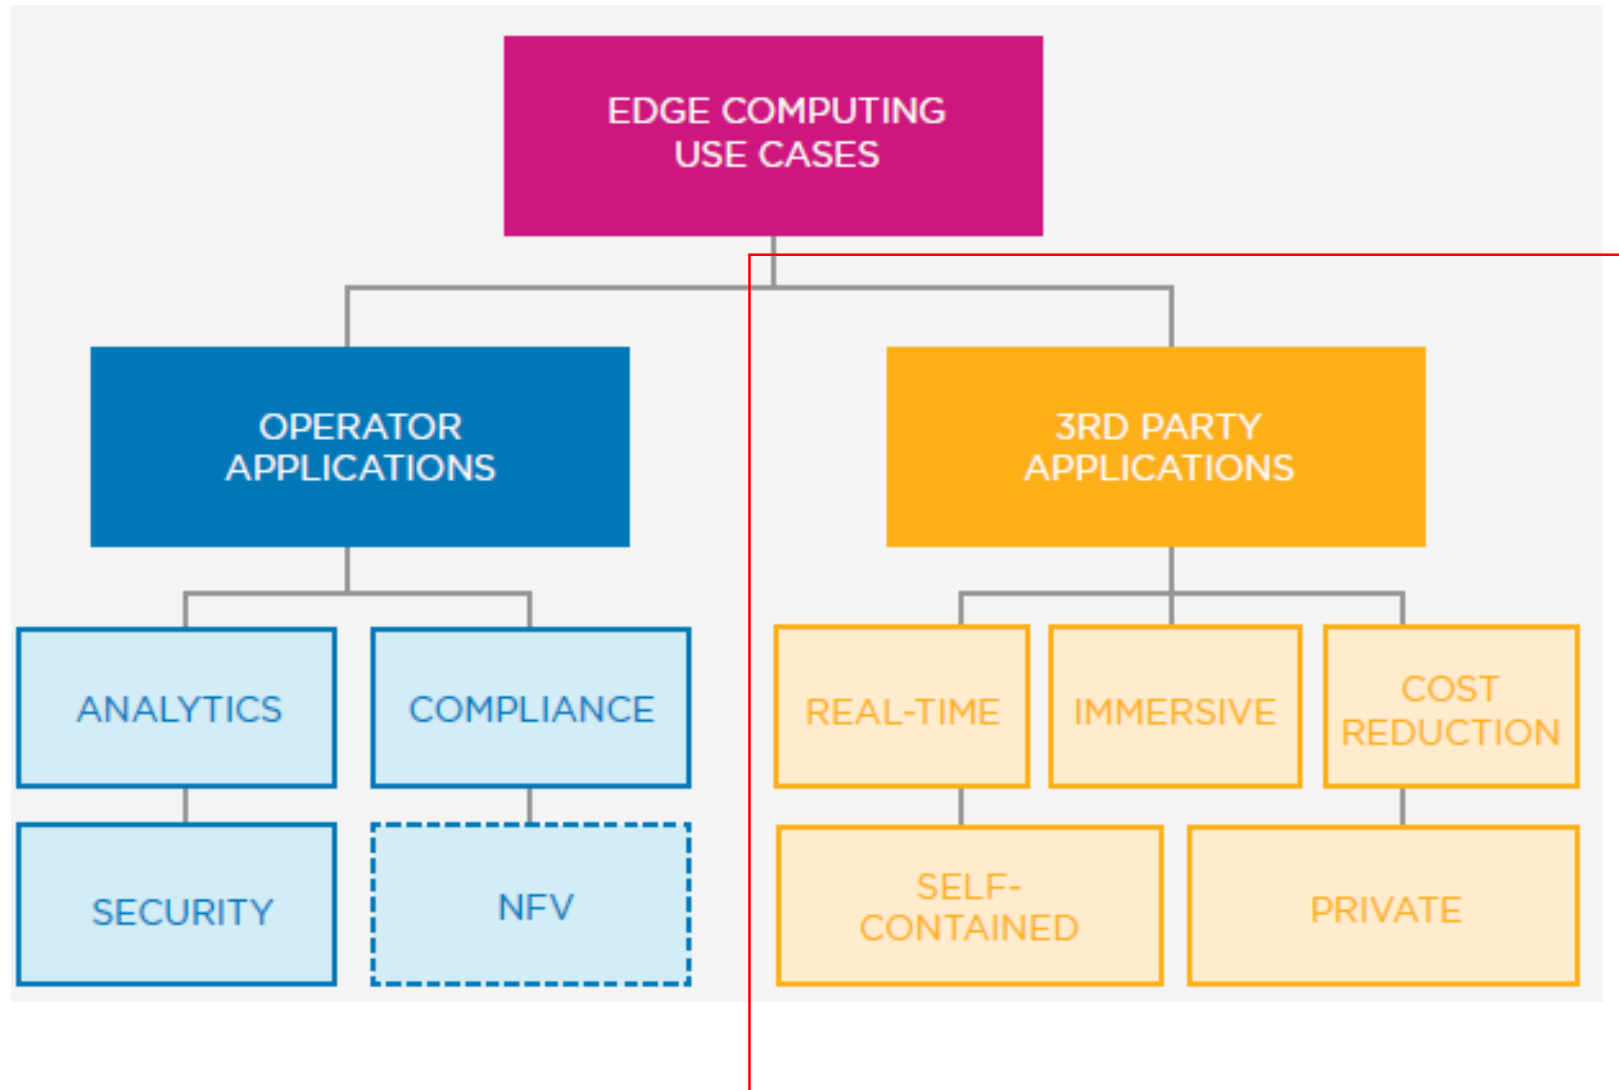 EDGE COMPUTING
USE CASES
OPERATOR
APPLICATIONS
3RD PARTY
APPLICATIONS
ANALYTICS
COMPLIANCE
REAL-TIME
IMMERSIVE
COST
REDUCTION
SECURITY
NFV
SELF-
CONTAINED
PRIVATE